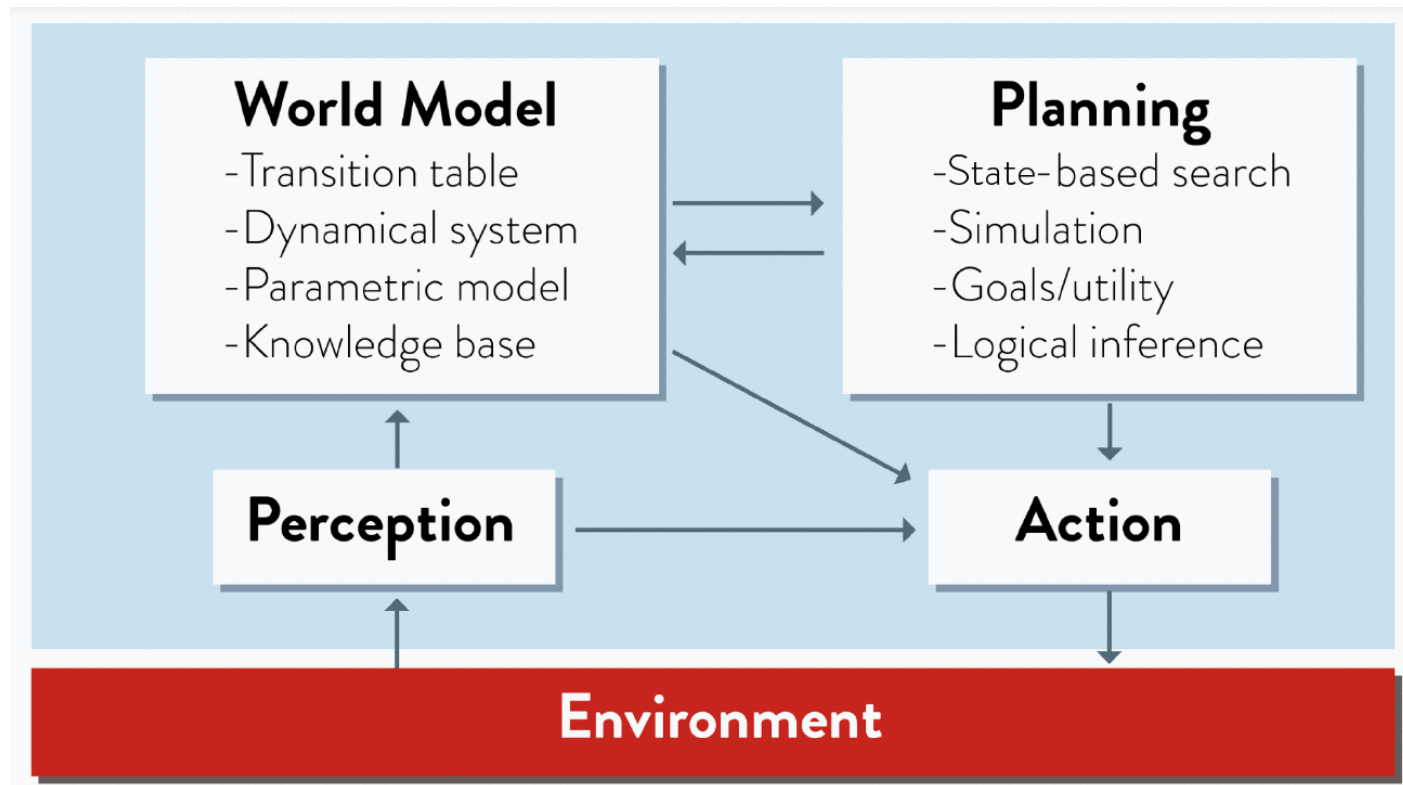 World Model
-Transition table
-Dynamical system
-Parametric model
-Knowledge base
Planning
-State-based search
-Simulation
-Goals/utility
-Logical inference
Perception
Action
Environment